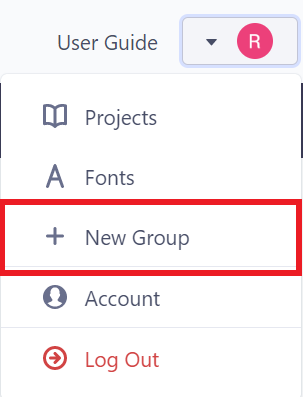 User Guide
R
Projects
Fonts
New Group
Account
Log Out